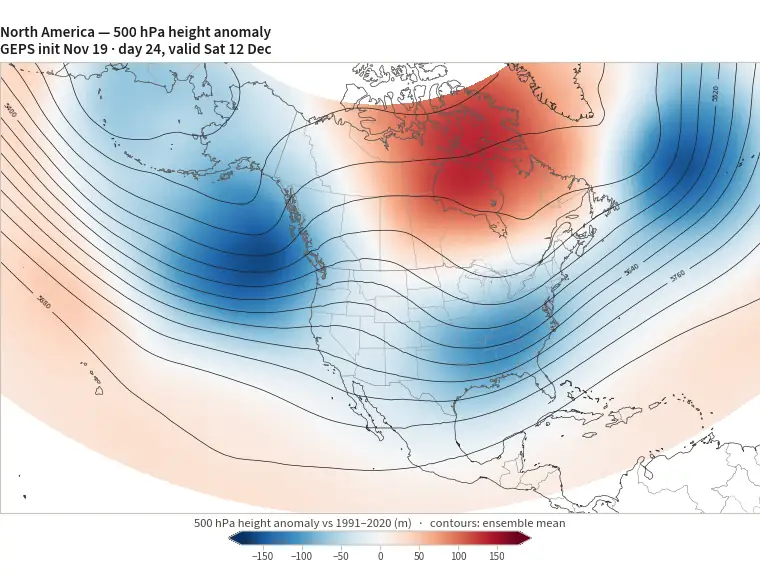 North America — 500 hPa height anomaly
GEPS init Nov 19 · day 24, valid Sat 12 Dec
5520
5640
5760
5880
500 hPa height anomaly vs 1991–2020 (m) · contours: ensemble mean
−150 −100 −50 0 50 100 150